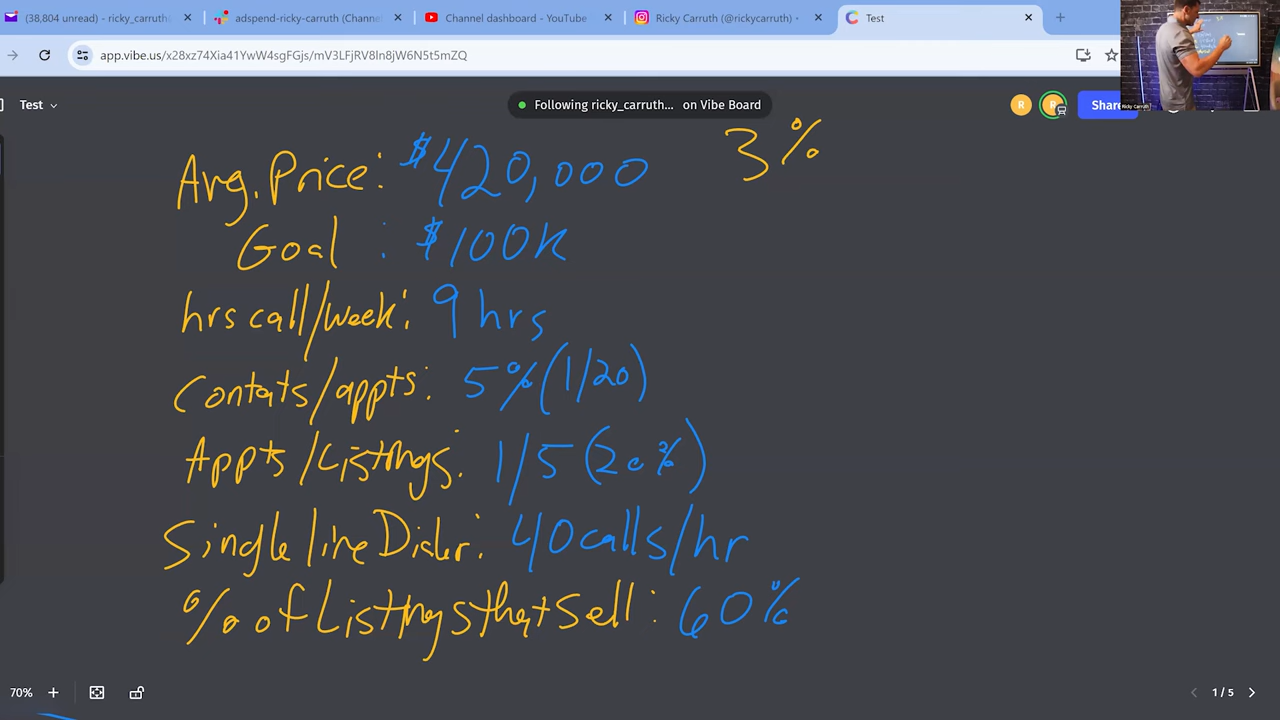 (38,804 unread) - ricky_carruth
adspend-ricky-carruth (Channel
Channel dashboard - YouTube
Ricky Carruth (@rickycarruth) -
Test
app.vibe.us/x28xz74Xia41YwW4sgFGjs/mV3LFjRV8In8jW6N5t5mZQ
Test
Following ricky_carruth... on Vibe Board
R
R
Share
Ricky Carruth
Avg. Price: $420,000 3%
Goal : $100K
hrs call/week: 9 hrs
Contats/appts: 5% (1/20)
Appts/Listings: 1/5 (20%)
Single line Dialer: 40 calls/hr
% of Listings that sell: 60%
70%
1 / 5